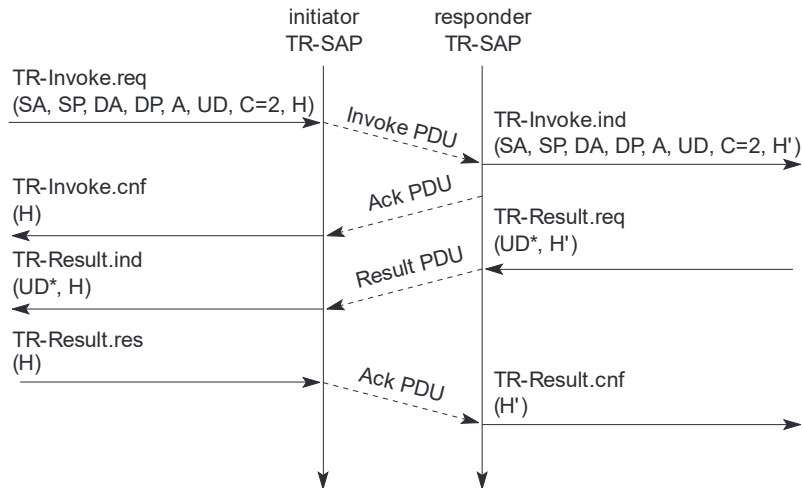 initiator
TR-SAP
responder
TR-SAP
TR-Invoke.req
(SA, SP, DA, DP, A, UD, C=2, H)
Invoke PDU
TR-Invoke.ind
(SA, SP, DA, DP, A, UD, C=2, H')
TR-Invoke.cnf
(H)
Ack PDU
TR-Result.req
(UD*, H')
TR-Result.ind
(UD*, H)
Result PDU
TR-Result.res
(H)
Ack PDU
TR-Result.cnf
(H')